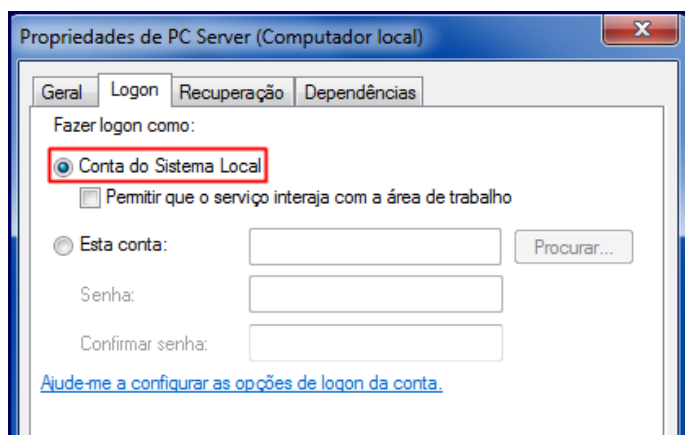 Propriedades de PC Server (Computador local)
Geral Logon Recuperação Dependências
Fazer logon como:
Conta do Sistema Local
Permitir que o serviço interaja com a área de trabalho
Esta conta: Procurar...
Senha:
Confirmar senha:
Ajude-me a configurar as opções de logon da conta.